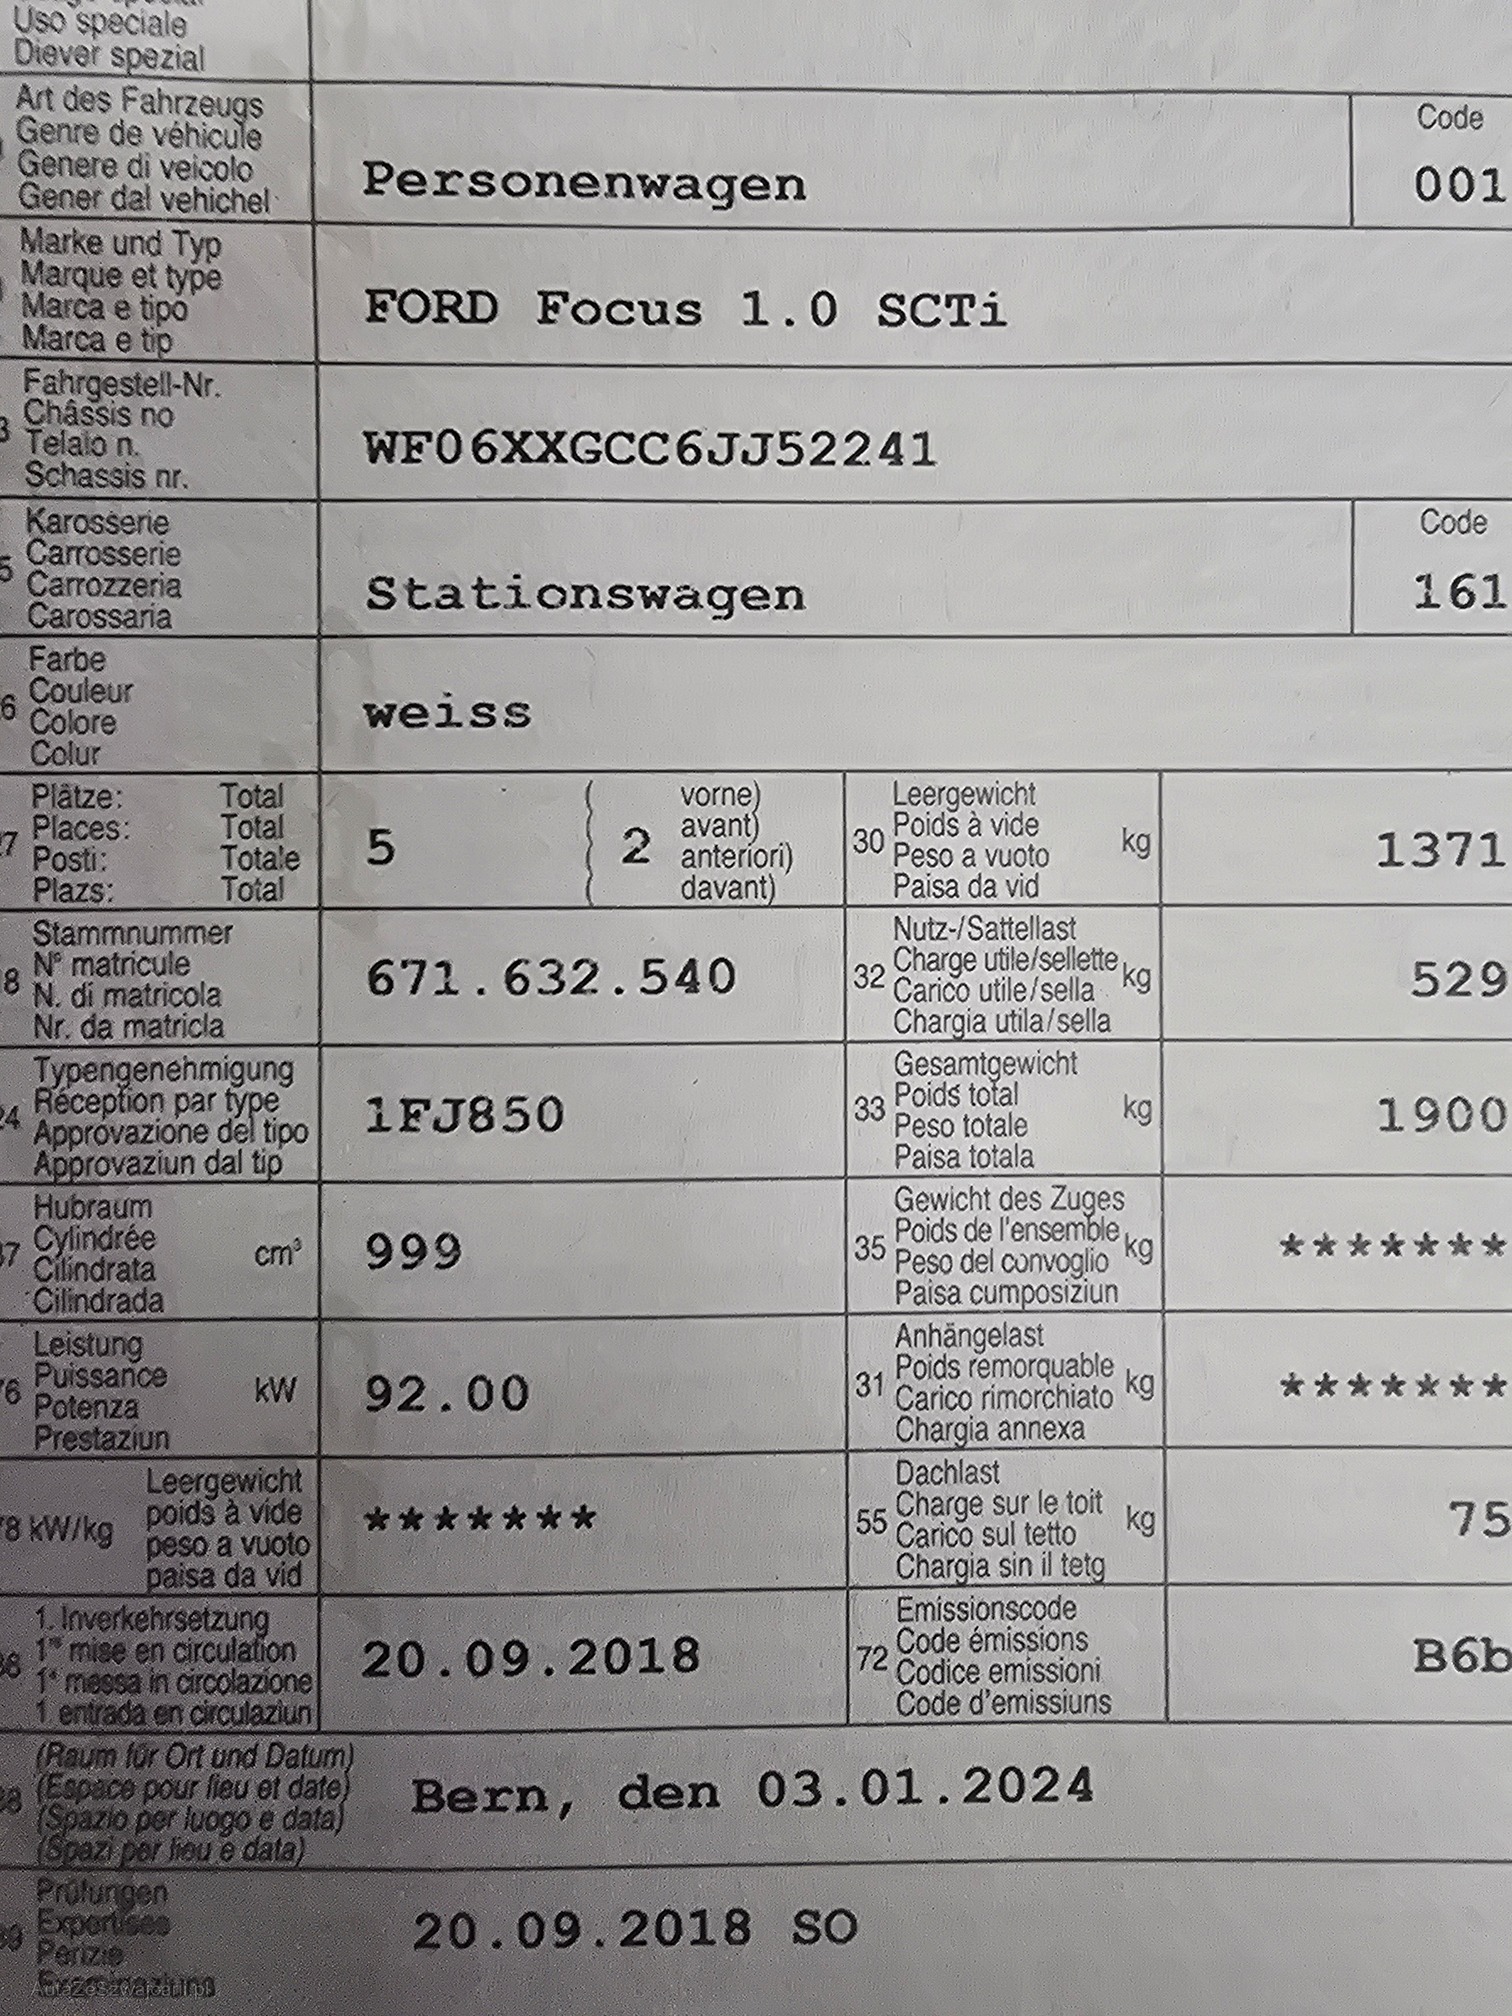 Uso speciale
Diever spezial
Art des Fahrzeugs
Genre de véhicule
Genere di veicolo
Gener dal vehichel
Personenwagen
Code
001
Marke und Typ
Marque et type
Marca e tipo
Marca e tip
FORD Focus 1.0 SCTi
Fahrgestell-Nr.
Châssis no
Telaio n.
Schassis nr.
WF06XXGCC6JJ52241
Karosserie
Carrosserie
Carrozzeria
Carossaria
Stationswagen
Code
161
Farbe
Couleur
Colore
Colur
weiss
Plätze: Total
Places: Total
Posti: Totale
Plazs: Total
5
2
vorne)
avant)
anteriori)
davant)
30
Leergewicht
Poids à vide
Peso a vuoto
Paisa da vid
kg
1371
Stammnummer
N° matricule
N. di matricola
Nr. da matricla
671.632.540
32
Nutz-/Sattellast
Charge utile/sellette
Carico utile/sella
Chargia utila/sella
kg
529
Typengenehmigung
Réception par type
Approvazione del tipo
Approvaziun dal tip
1FJ850
33
Gesamtgewicht
Poids total
Peso totale
Paisa totala
kg
1900
Hubraum
Cylindrée
Cilindrata
Cilindrada
cm³
999
35
Gewicht des Zuges
Poids de l'ensemble
Peso del convoglio
Paisa cumposiziun
kg
*******
Leistung
Puissance
Potenza
Prestaziun
kW
92.00
31
Anhängelast
Poids remorquable
Carico rimorchiato
Chargia annexa
kg
*******
kW/kg
Leergewicht
poids à vide
peso a vuoto
paisa da vid
*******
55
Dachlast
Charge sur le toit
Carico sul tetto
Chargia sin il tetg
kg
75
1. Inverkehrsetzung
1re mise en circulation
1a messa in circolazione
1. entrada en circulaziun
20.09.2018
72
Emissionscode
Code émissions
Codice emissioni
Code d'emissiuns
B6b
(Raum für Ort und Datum)
(Espace pour lieu et date)
(Spazio per luogo e data)
(Spazi per lieu e data)
Bern, den 03.01.2024
Prüfungen
Expertises
Perizie
Examinaziuns
20.09.2018 SO